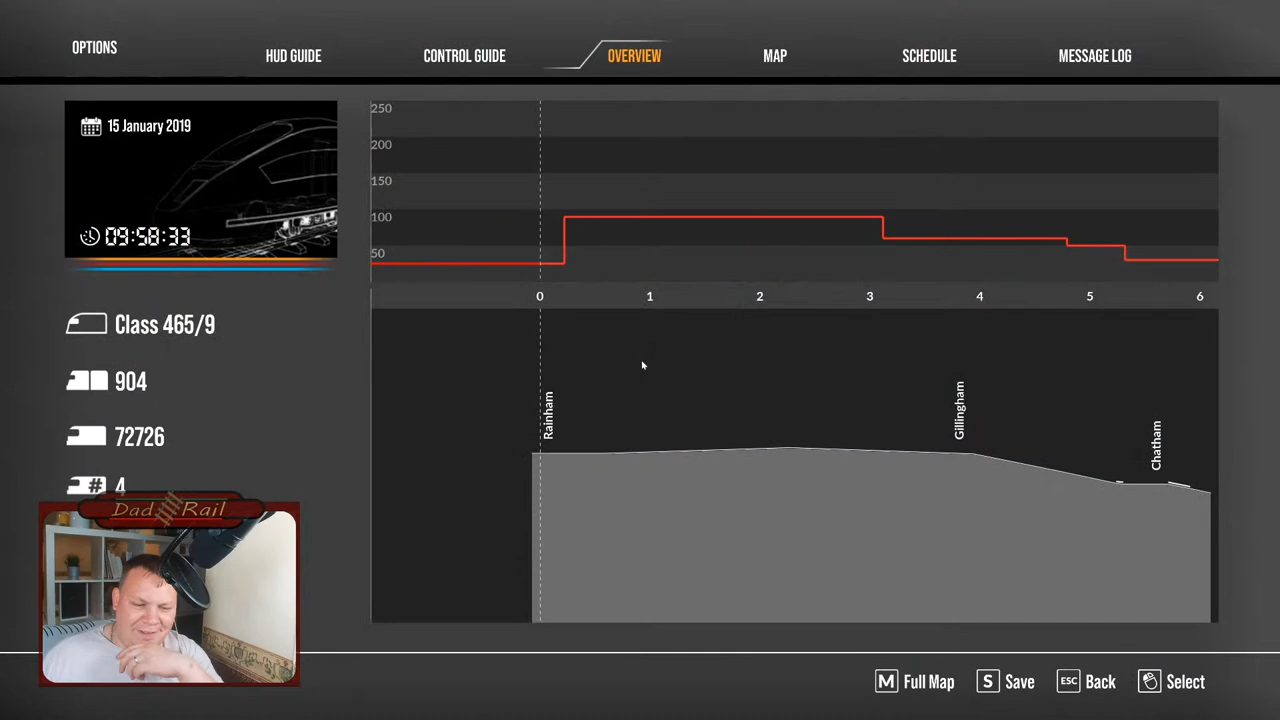 OPTIONS
HUD GUIDE
CONTROL GUIDE
OVERVIEW
MAP
SCHEDULE
MESSAGE LOG
15 January 2019
09:58:33
Class 465/9
904
72726
# 4
250
200
150
100
50
0 1 2 3 4 5 6
Rainham
Gillingham
Chatham
Dad Rail
M Full Map
S Save
ESC Back
Select